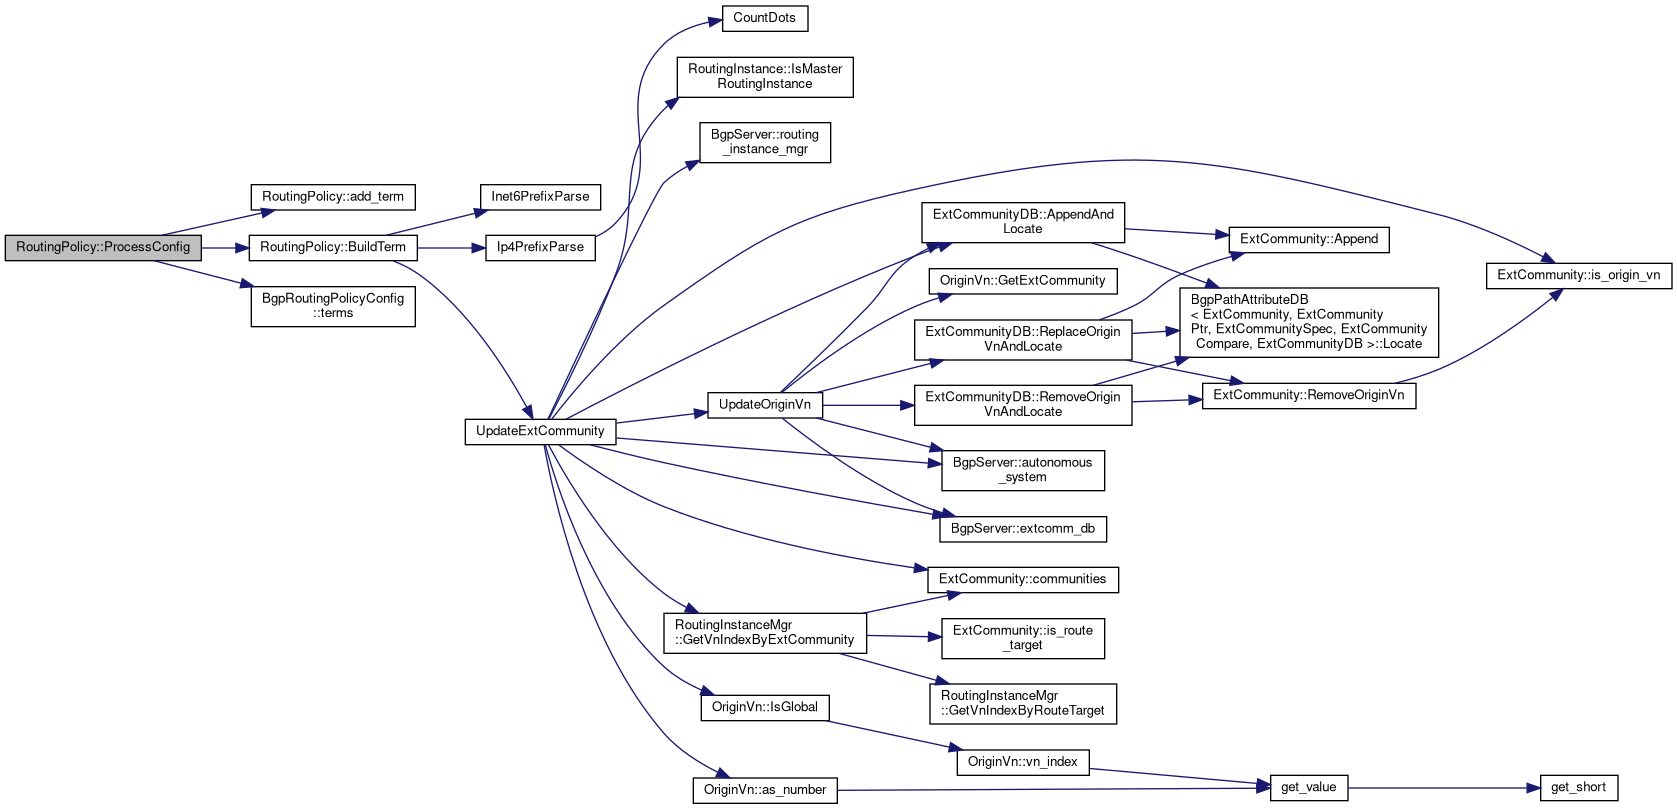 CountDots
RoutingInstance::IsMaster
RoutingInstance
BgpServer::routing
_instance_mgr
RoutingPolicy::add_term
Inet6PrefixParse
RoutingPolicy::ProcessConfig
RoutingPolicy::BuildTerm
Ip4PrefixParse
BgpRoutingPolicyConfig
::terms
ExtCommunityDB::AppendAnd
Locate
ExtCommunity::Append
OriginVn::GetExtCommunity
ExtCommunity::is_origin_vn
BgpPathAttributeDB
< ExtCommunity, ExtCommunity
Ptr, ExtCommunitySpec, ExtCommunity
Compare, ExtCommunityDB >::Locate
ExtCommunityDB::ReplaceOrigin
VnAndLocate
ExtCommunityDB::RemoveOrigin
VnAndLocate
ExtCommunity::RemoveOriginVn
UpdateOriginVn
UpdateExtCommunity
BgpServer::autonomous
_system
BgpServer::extcomm_db
ExtCommunity::communities
RoutingInstanceMgr
::GetVnIndexByExtCommunity
ExtCommunity::is_route
_target
RoutingInstanceMgr
::GetVnIndexByRouteTarget
OriginVn::IsGlobal
OriginVn::vn_index
OriginVn::as_number
get_value
get_short